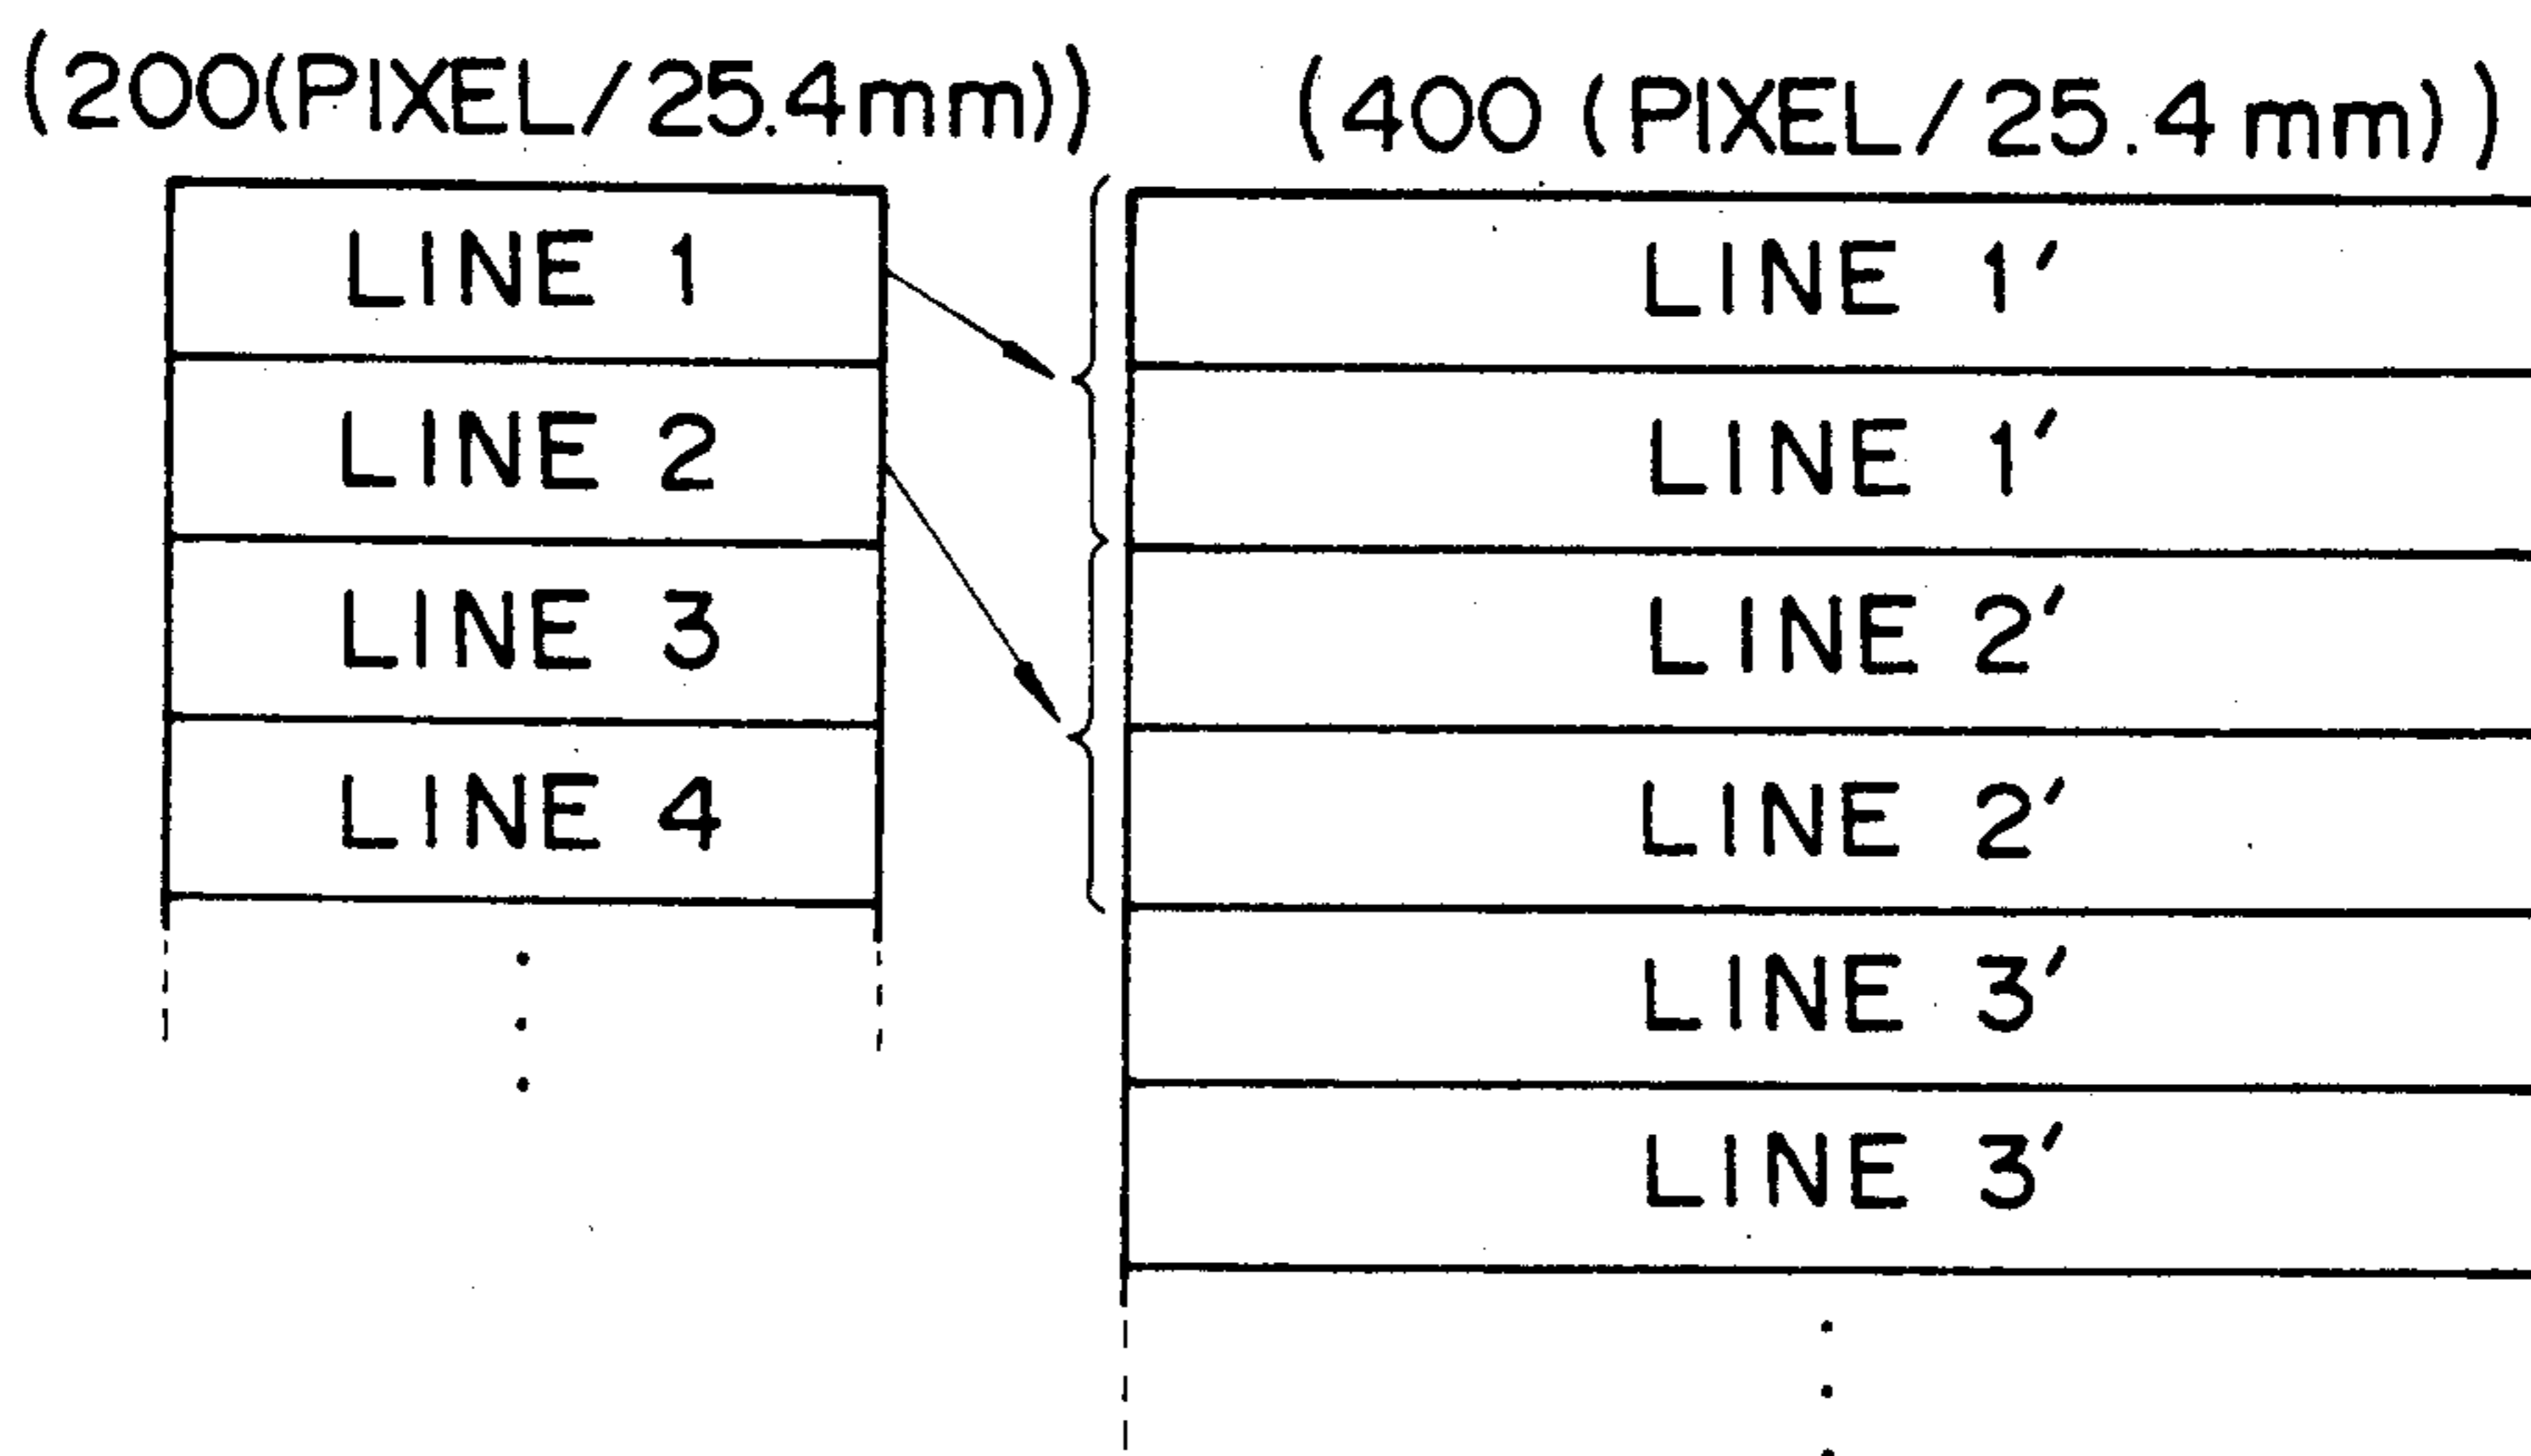 (200(PIXEL/25.4mm))
(400 (PIXEL/25.4 mm))
LINE 1
LINE 2
LINE 3
LINE 4
LINE 1'
LINE 1'
LINE 2'
LINE 2'
LINE 3'
LINE 3'